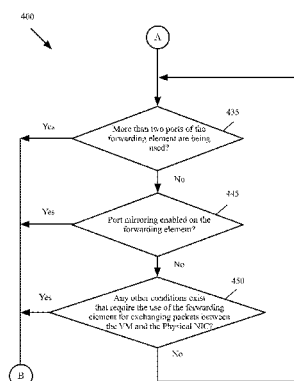 400
A
435
More than two ports of the
forwarding element are being
used?
Yes
No
445
Port mirroring enabled on the
forwarding element?
Yes
No
450
Any other conditions exist
that require the use of the forwarding
element for exchanging packets between
the VM and the Physical NIC?
Yes
No
B